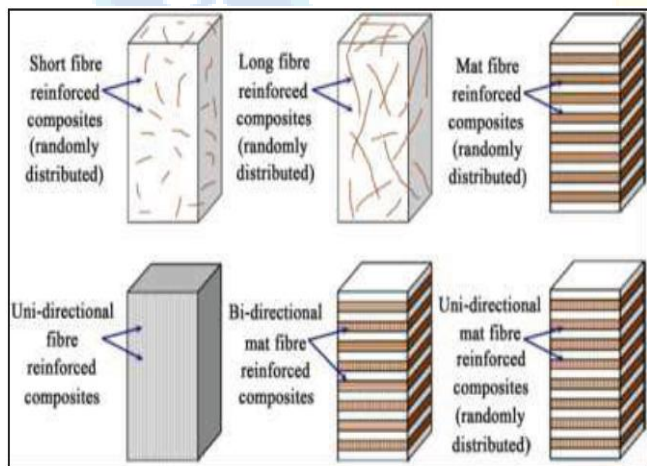 Short fibre
reinforced
composites
(randomly
distributed)
Long fibre
reinforced
composites
(randomly
distributed)
Mat fibre
reinforced
composites
(randomly
distributed)
Uni-directional
fibre
reinforced
composites
Bi-directional
mat fibre
reinforced
composites
Uni-directional
mat fibre
reinforced
composites
(randomly
distributed)